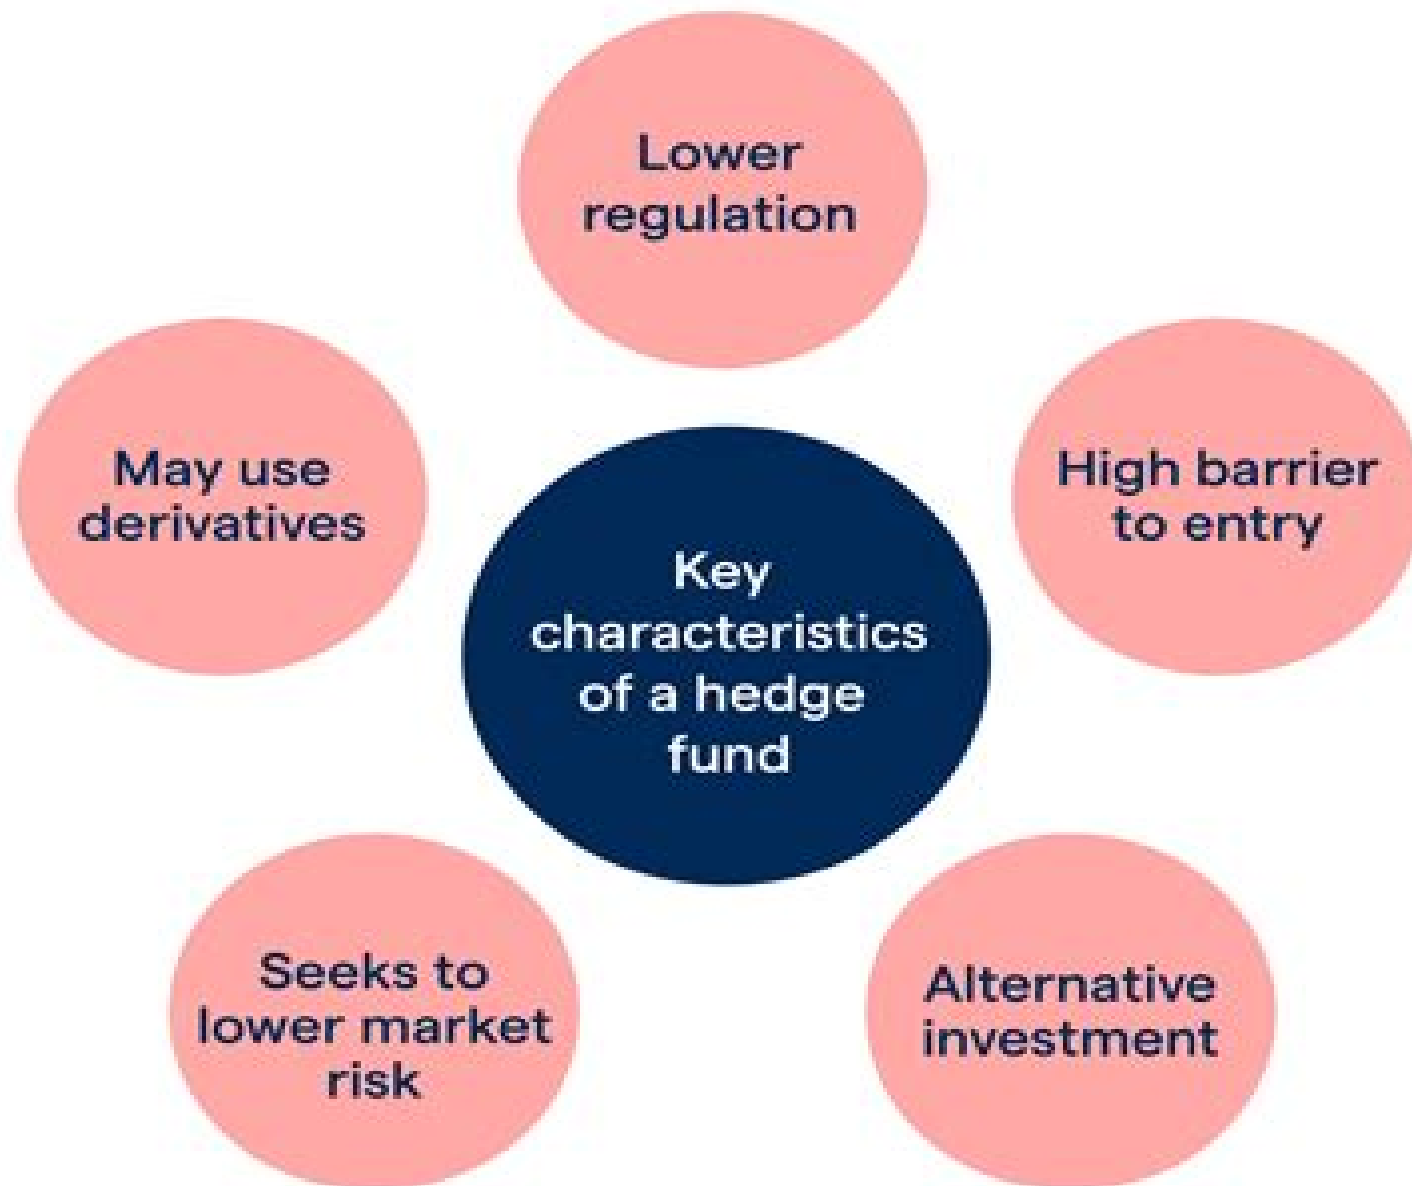 Lower
regulation
May use
derivatives
High barrier
to entry
Key
characteristics
of a hedge
fund
Seeks to
lower market
risk
Alternative
investment